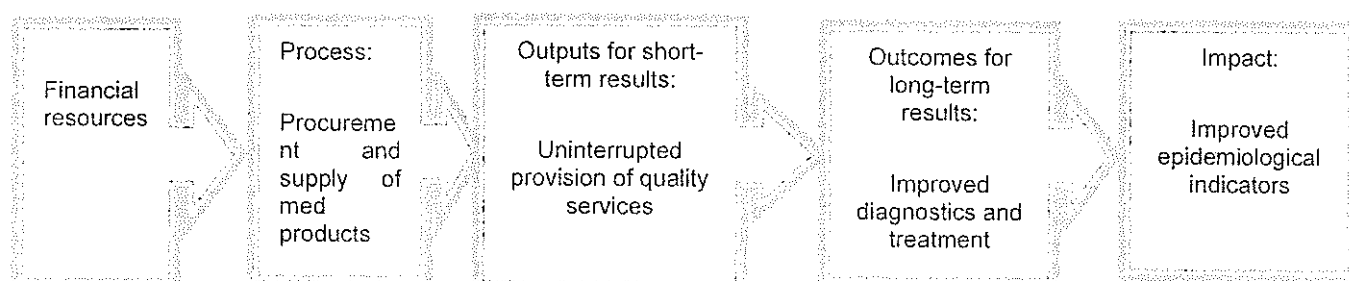 Financial
resources
Process:
Procureme
nt and
supply of
med
products
Outputs for short-
term results:
Uninterrupted
provision of quality
services
Outcomes for
long-term
results:
Improved
diagnostics and
treatment
Impact:
Improved
epidemiological
indicators